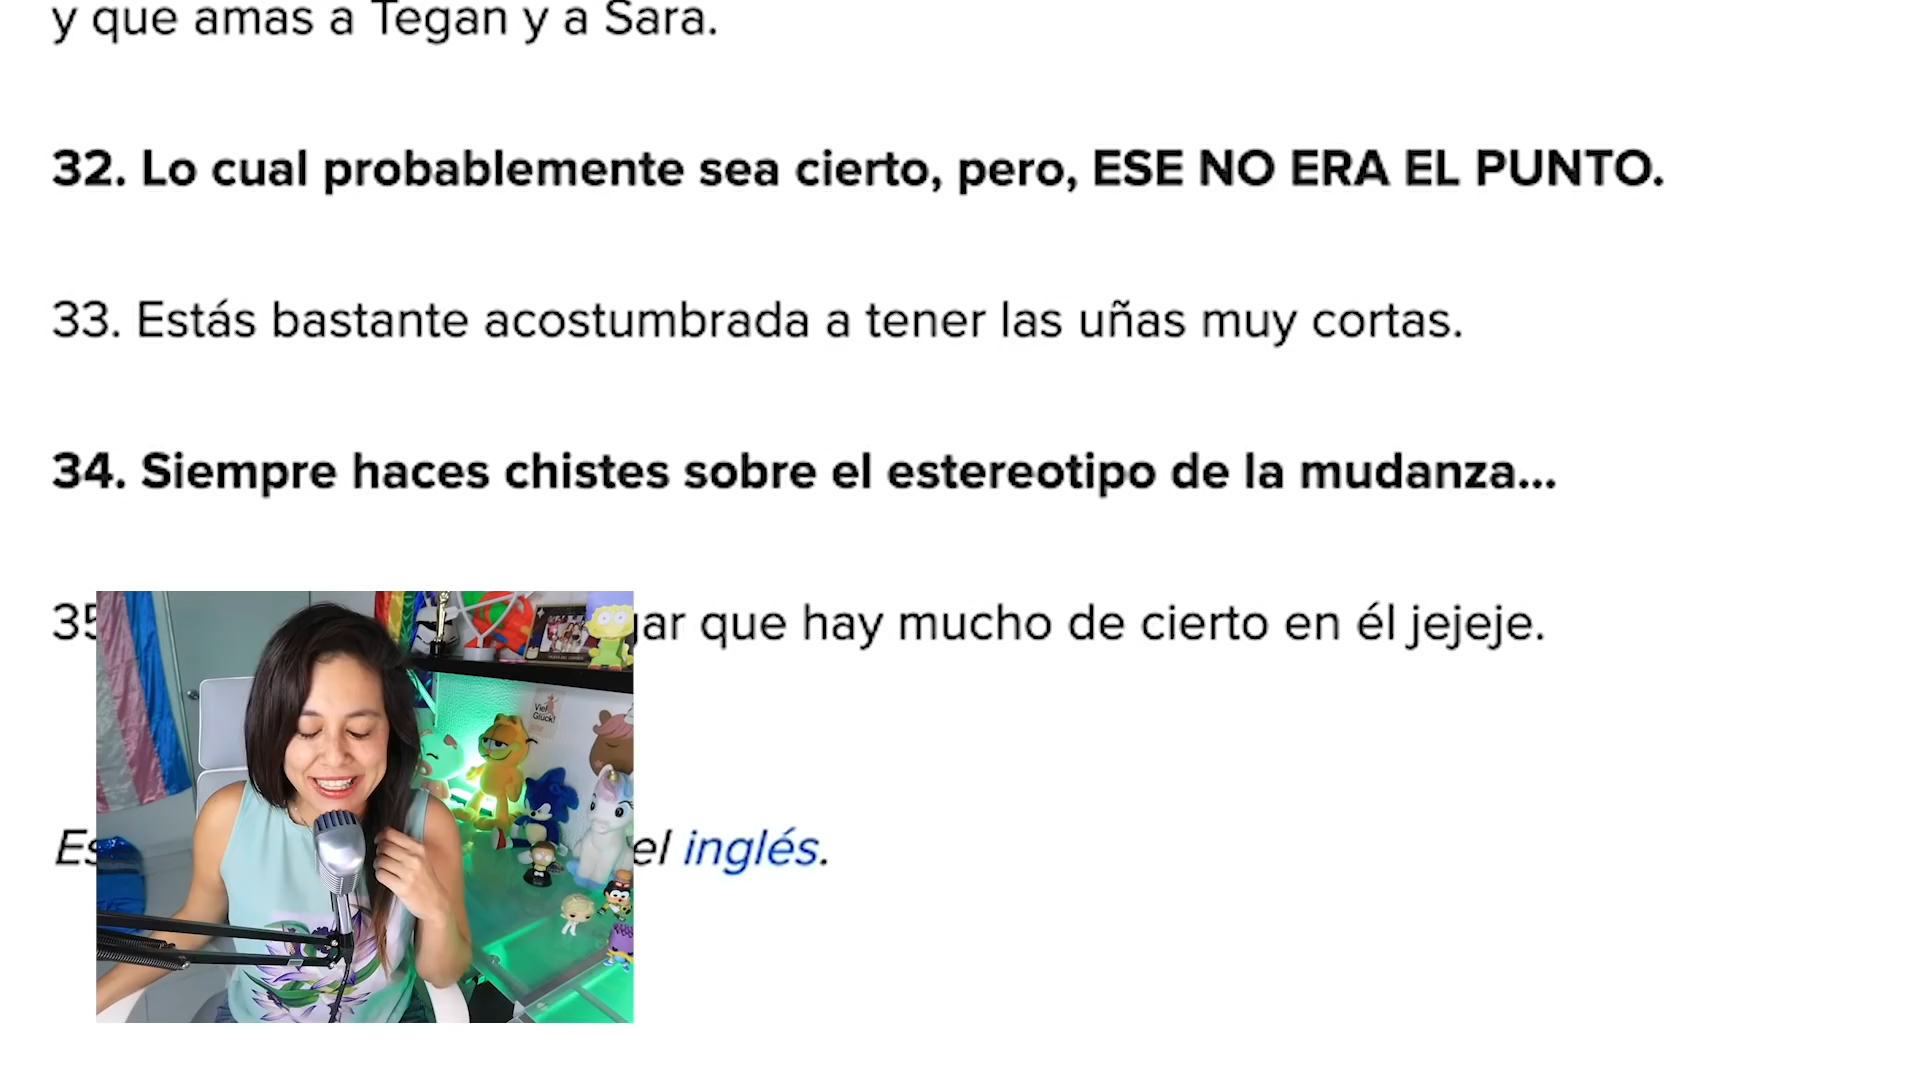 y que amas a Tegan y a Sara.
32. Lo cual probablemente sea cierto, pero, ESE NO ERA EL PUNTO.
33. Estás bastante acostumbrada a tener las uñas muy cortas.
34. Siempre haces chistes sobre el estereotipo de la mudanza...
35 que hay mucho de cierto en él jejeje.
Viel
Glück!
el inglés.